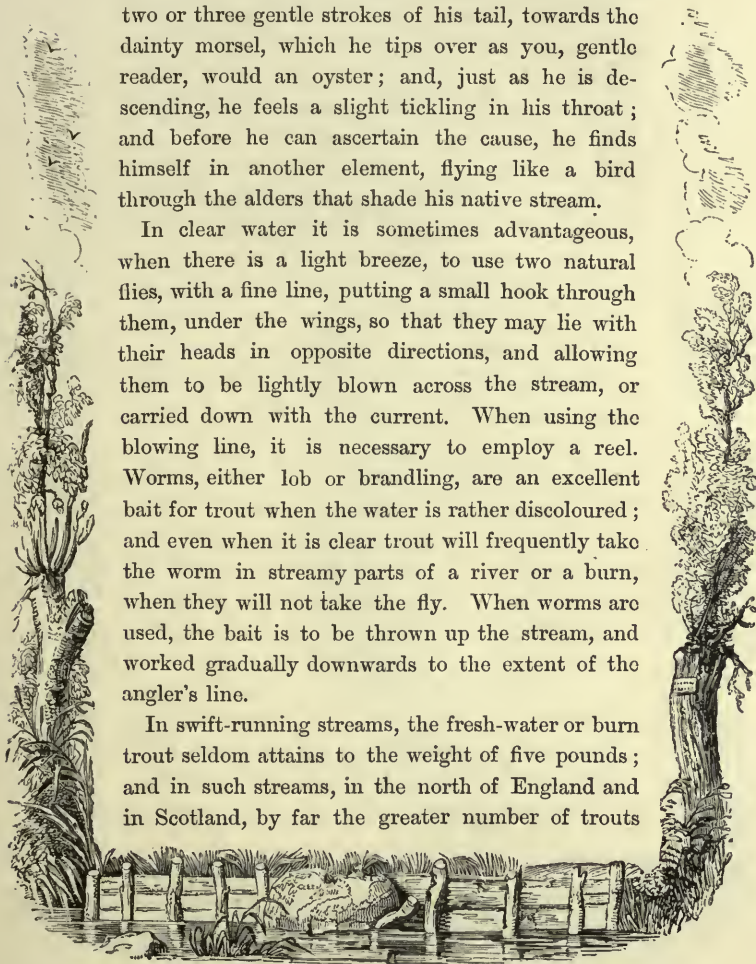 two or three gentle strokes of his tail, towards the
dainty morsel, which he tips over as you, gentle
reader, would an oyster; and, just as he is de-
scending, he feels a slight tickling in his throat;
and before he can ascertain the cause, he finds
himself in another element, flying like a bird
through the alders that shade his native stream.
In clear water it is sometimes advantageous,
when there is a light breeze, to use two natural
flies, with a fine line, putting a small hook through
them, under the wings, so that they may lie with
their heads in opposite directions, and allowing
them to be lightly blown across the stream, or
carried down with the current. When using the
blowing line, it is necessary to employ a reel.
Worms, either lob or brandling, are an excellent
bait for trout when the water is rather discoloured;
and even when it is clear trout will frequently take
the worm in streamy parts of a river or a burn,
when they will not take the fly. When worms are
used, the bait is to be thrown up the stream, and
worked gradually downwards to the extent of the
angler's line.
In swift-running streams, the fresh-water or burn
trout seldom attains to the weight of five pounds;
and in such streams, in the north of England and
in Scotland, by far the greater number of trouts